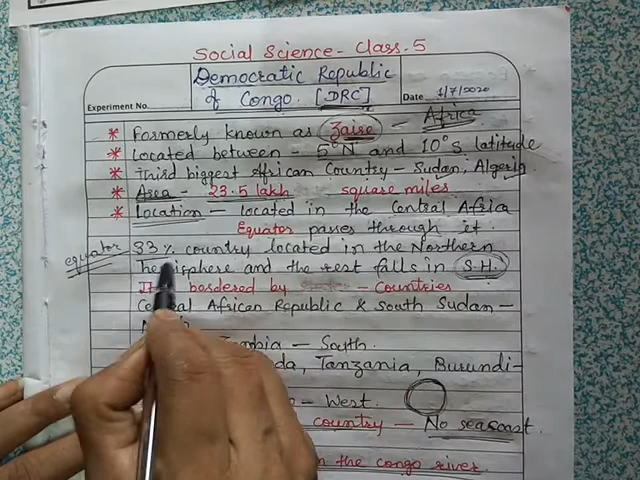 Social Science - Class.5
Democratic Republic
of Congo. [DRC]
Experiment No.
Date 1/7/2020
* Formerly known as Zaire - Africa
* Located between - 5°N and 10°S latitude
* Third biggest African Country - Sudan, Algeria
* Area - 23.5 lakh square miles
* Location - located in the Central Africa
Equator passes through it.
equator 33% country located in the Northern
hemisphere and the rest falls in S.H.
It bordered by - Countries
Central African Republic & South Sudan -
Zambia - South.
Tanzania, Burundi-
- West.
country - No seacoast.
the congo river.